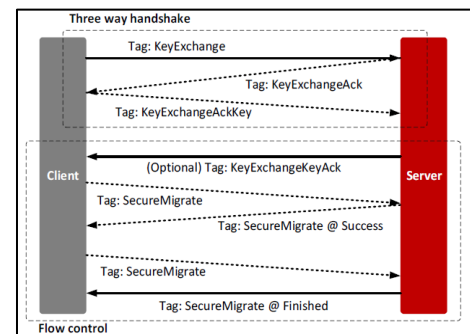 Three way handshake
Tag: KeyExchange
Tag: KeyExchangeAck
Tag: KeyExchangeAckKey
(Optional) Tag: KeyExchangeKeyAck
Client
Server
Tag: SecureMigrate
Tag: SecureMigrate @ Success
Tag: SecureMigrate
Tag: SecureMigrate @ Finished
Flow control